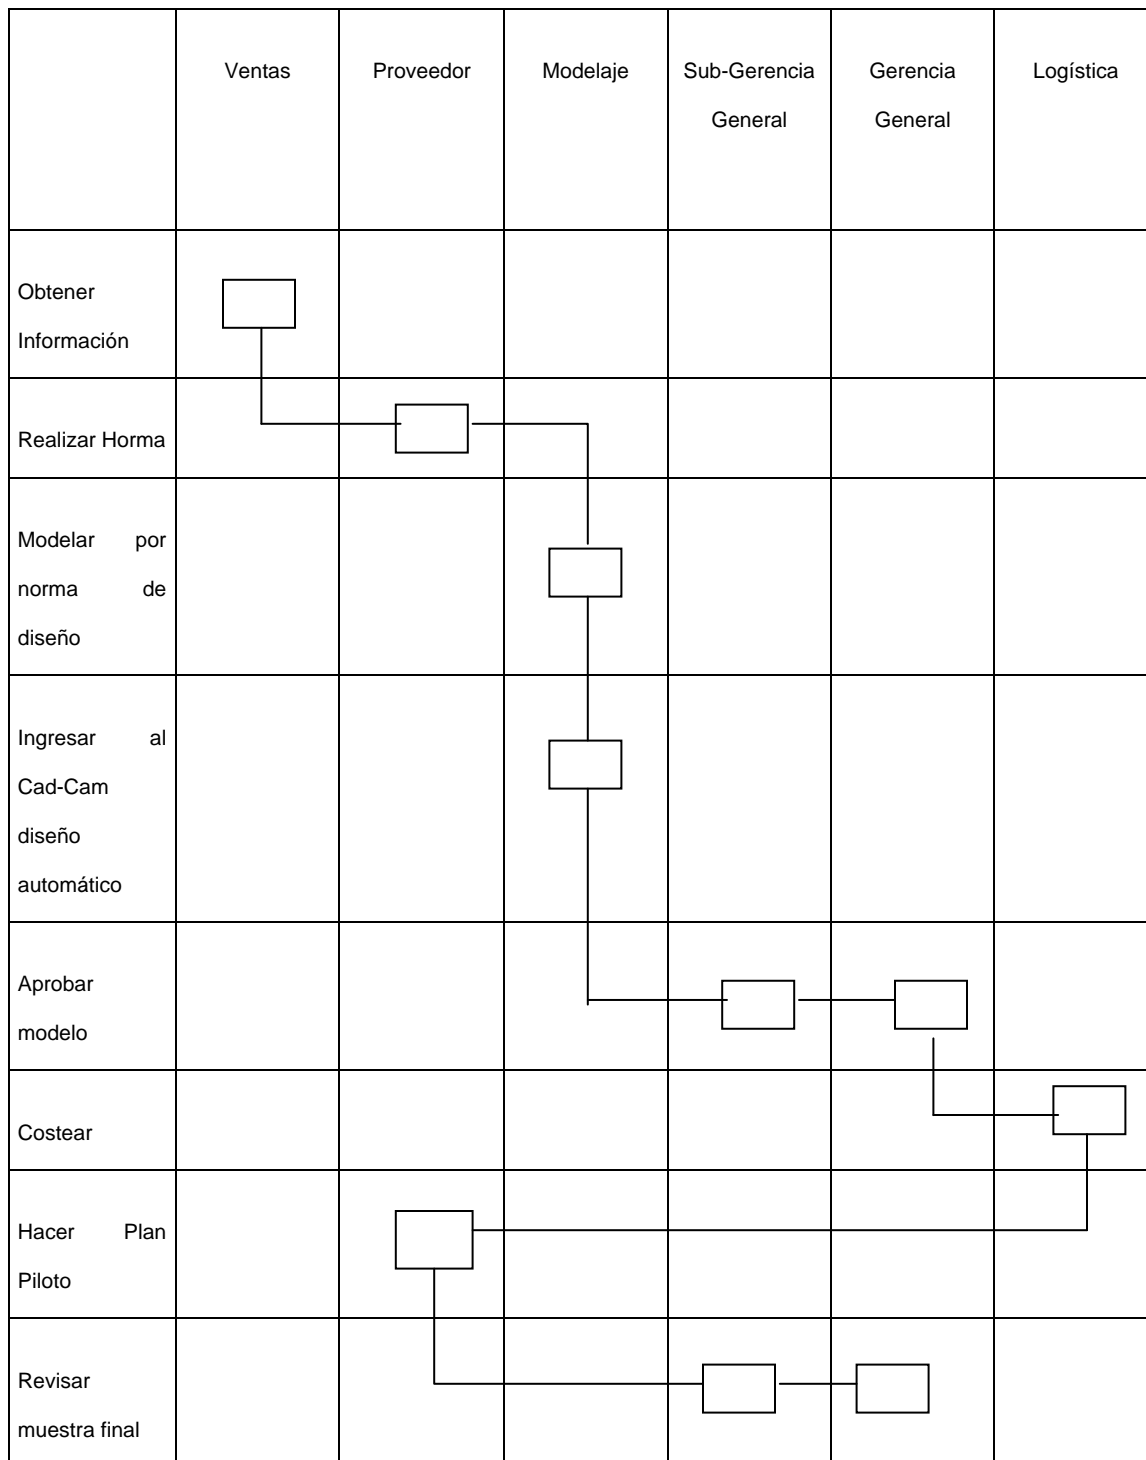 Ventas Proveedor Modelaje Sub-Gerencia Gerencia Logística
General General
Obtener
Información
Realizar Horma
Modelar por
norma de
diseño
Ingresar al
Cad-Cam
diseño
automático
Aprobar
modelo
Costear
Hacer Plan
Piloto
Revisar
muestra final